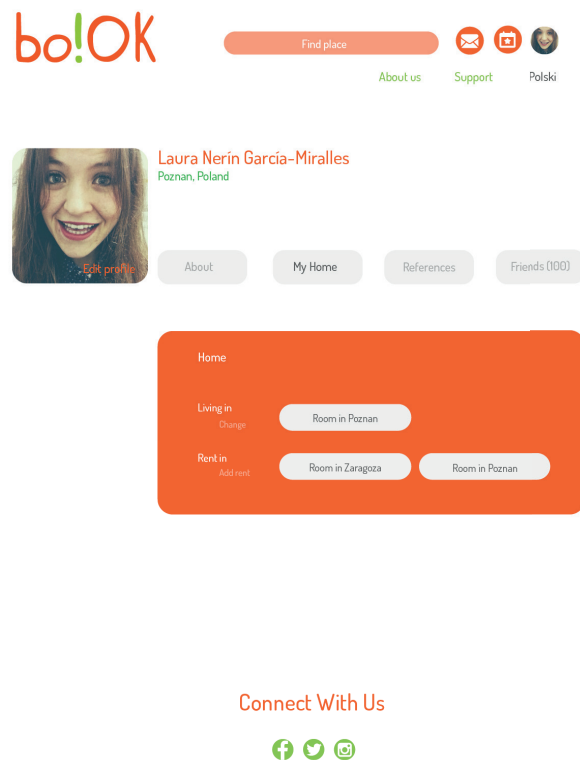 bo!OK
Find place
About us
Support
Polski
Laura Nerín García-Miralles
Poznan, Poland
Edit profile
About
My Home
References
Friends (100)
Home
Living in
Room in Poznan
Change
Rent in
Room in Zaragoza
Room in Poznan
Add rent
Connect With Us